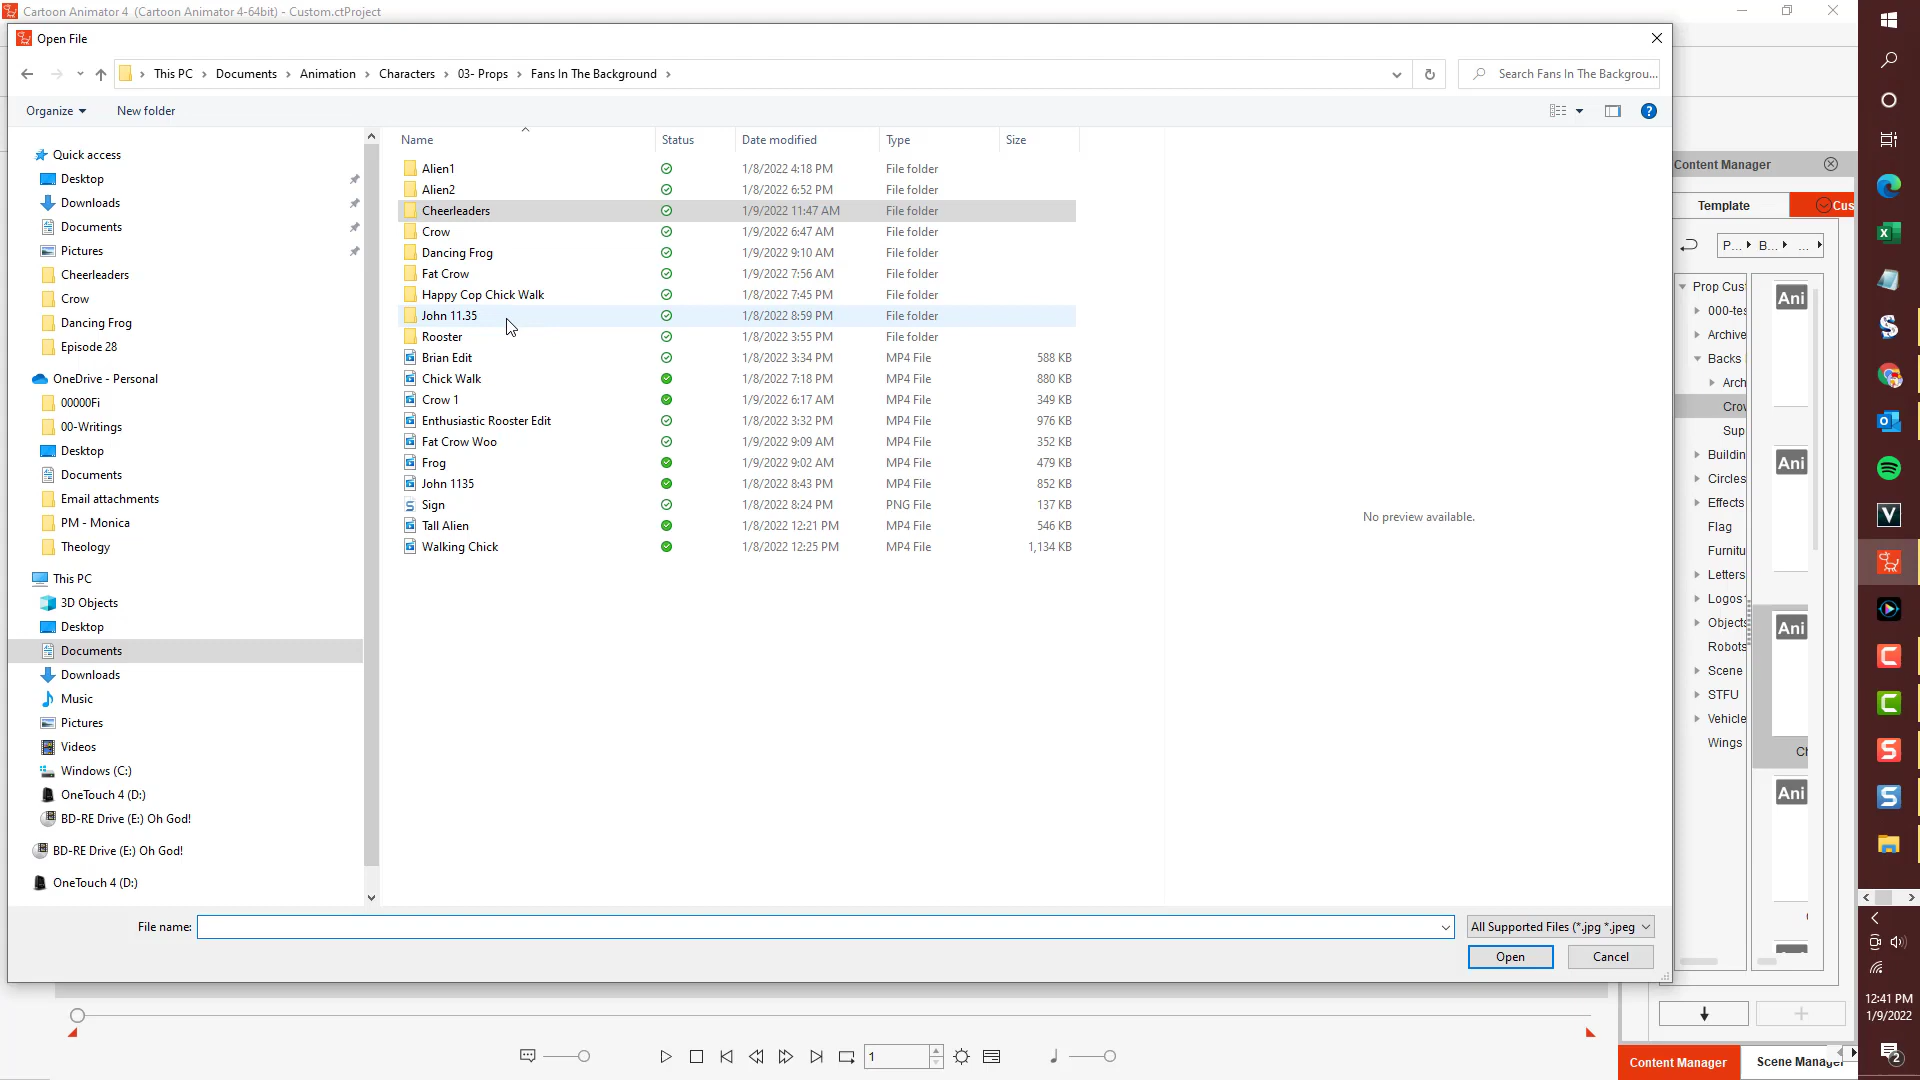 Cartoon Animator 4  (Cartoon Animator 4-64bit) - Custom.ctProject
Open File
This PC > Documents > Animation > Characters > 03- Props > Fans In The Background >
Search Fans In The Backgrou...
Organize
New folder
Name Status Date modified Type Size
Quick access
Desktop
Downloads
Documents
Pictures
Cheerleaders
Crow
Dancing Frog
Episode 28
OneDrive - Personal
00000Fi
00-Writings
Desktop
Documents
Email attachments
PM - Monica
Theology
This PC
3D Objects
Desktop
Documents
Downloads
Music
Pictures
Videos
Windows (C:)
OneTouch 4 (D:)
BD-RE Drive (E:) Oh God!
BD-RE Drive (E:) Oh God!
OneTouch 4 (D:)
Alien1 1/8/2022 4:18 PM File folder
Alien2 1/8/2022 6:52 PM File folder
Cheerleaders 1/9/2022 11:47 AM File folder
Crow 1/9/2022 6:47 AM File folder
Dancing Frog 1/9/2022 9:10 AM File folder
Fat Crow 1/9/2022 7:56 AM File folder
Happy Cop Chick Walk 1/8/2022 7:45 PM File folder
John 11.35 1/8/2022 8:59 PM File folder
Rooster 1/8/2022 3:55 PM File folder
Brian Edit 1/8/2022 3:34 PM MP4 File 588 KB
Chick Walk 1/8/2022 7:18 PM MP4 File 880 KB
Crow 1 1/9/2022 6:17 AM MP4 File 349 KB
Enthusiastic Rooster Edit 1/8/2022 3:32 PM MP4 File 976 KB
Fat Crow Woo 1/9/2022 9:09 AM MP4 File 352 KB
Frog 1/9/2022 9:02 AM MP4 File 479 KB
John 1135 1/8/2022 8:43 PM MP4 File 852 KB
Sign 1/8/2022 8:24 PM PNG File 137 KB
Tall Alien 1/8/2022 12:21 PM MP4 File 546 KB
Walking Chick 1/8/2022 12:25 PM MP4 File 1,134 KB
No preview available.
File name:
All Supported Files (*.jpg *.jpeg
Open
Cancel
Content Manager
Template
Cus
P... B... ...
Prop Cust
000-tes
Archive
Backs
Arch
Crov
Sup
Buildin
Circles
Effects
Flag
Furnitu
Letters
Logos
Objects
Robots
Scene
STFU
Vehicle
Wings
Ani
Ani
Ani
Ch
Ani
1
Content Manager
Scene Manager
12:41 PM
1/9/2022
2